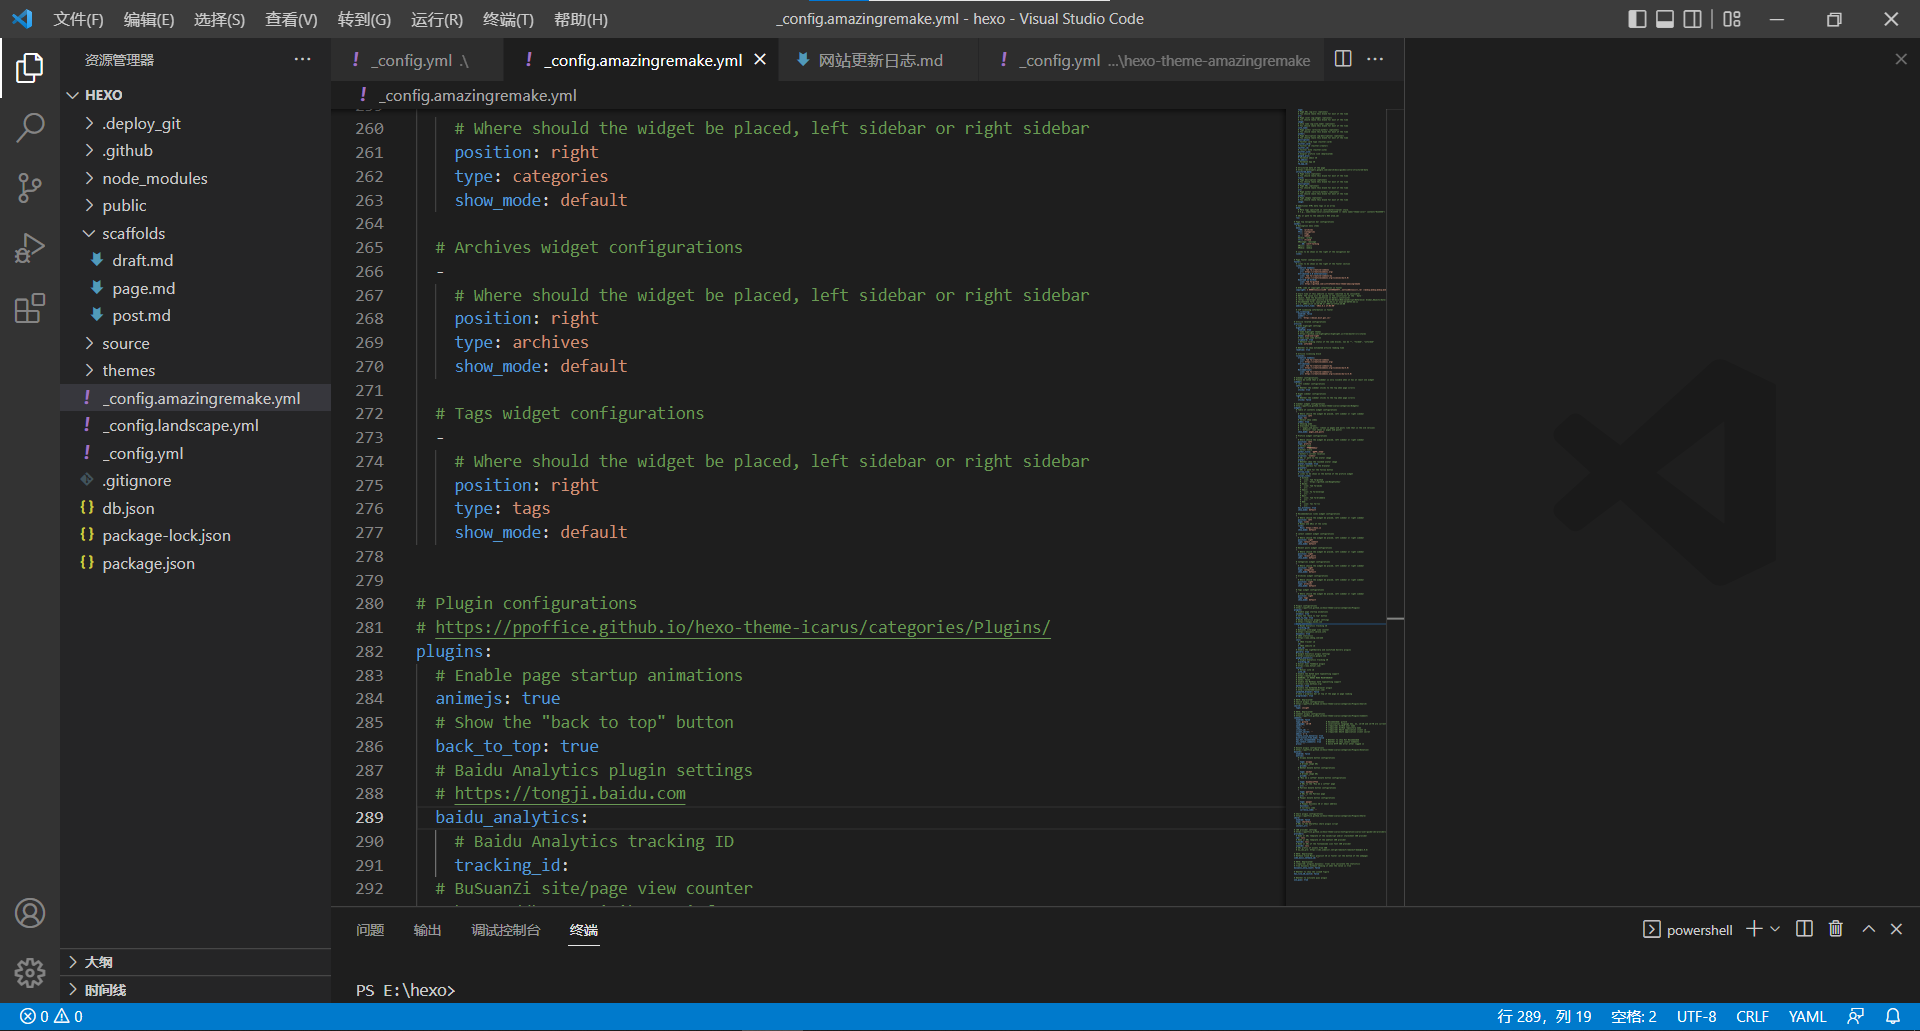 文件(F) 编辑(E) 选择(S) 查看(V) 转到(G) 运行(R) 终端(T) 帮助(H) _config.amazingremake.yml - hexo - Visual Studio Code
资源管理器
HEXO
.deploy_git
.github
node_modules
public
scaffolds
draft.md
page.md
post.md
source
themes
_config.amazingremake.yml
_config.landscape.yml
_config.yml
.gitignore
db.json
package-lock.json
package.json
大纲
时间线
_config.yml .\ _config.amazingremake.yml 网站更新日志.md _config.yml ...\hexo-theme-amazingremake
_config.amazingremake.yml
260 # Where should the widget be placed, left sidebar or right sidebar
261 position: right
262 type: categories
263 show_mode: default
264
265 # Archives widget configurations
266 -
267 # Where should the widget be placed, left sidebar or right sidebar
268 position: right
269 type: archives
270 show_mode: default
271
272 # Tags widget configurations
273 -
274 # Where should the widget be placed, left sidebar or right sidebar
275 position: right
276 type: tags
277 show_mode: default
278
279
280 # Plugin configurations
281 # https://ppoffice.github.io/hexo-theme-icarus/categories/Plugins/
282 plugins:
283 # Enable page startup animations
284 animejs: true
285 # Show the "back to top" button
286 back_to_top: true
287 # Baidu Analytics plugin settings
288 # https://tongji.baidu.com
289 baidu_analytics:
290 # Baidu Analytics tracking ID
291 tracking_id:
292 # BuSuanZi site/page view counter
问题 输出 调试控制台 终端 powershell
PS E:\hexo>
0 0 行 289，列 19 空格: 2 UTF-8 CRLF YAML